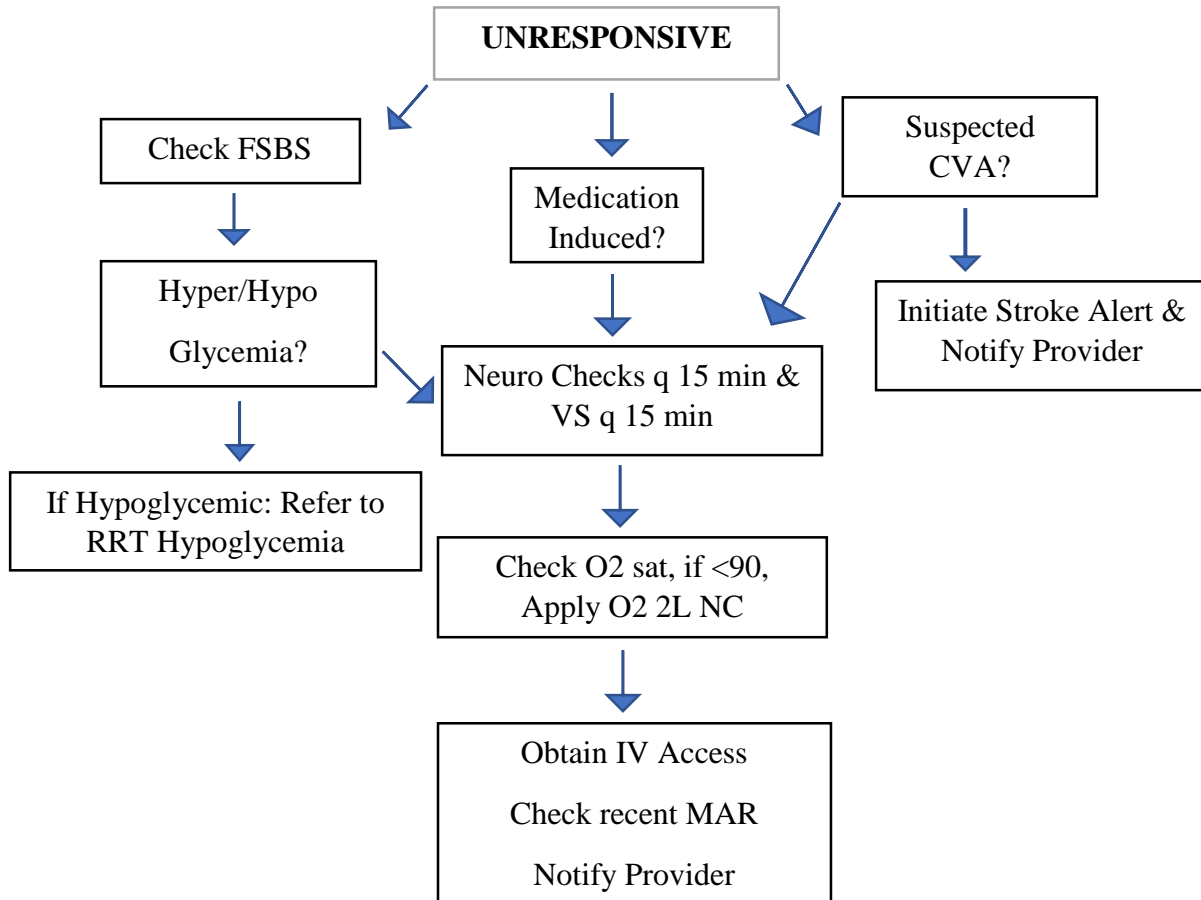 UNRESPONSIVE
Check FSBS
Suspected
CVA?
Medication
Induced?
Hyper/Hypo
Glycemia?
Initiate Stroke Alert &
Notify Provider
Neuro Checks q 15 min &
VS q 15 min
If Hypoglycemic: Refer to
RRT Hypoglycemia
Check O2 sat, if <90,
Apply O2 2L NC
Obtain IV Access
Check recent MAR
Notify Provider